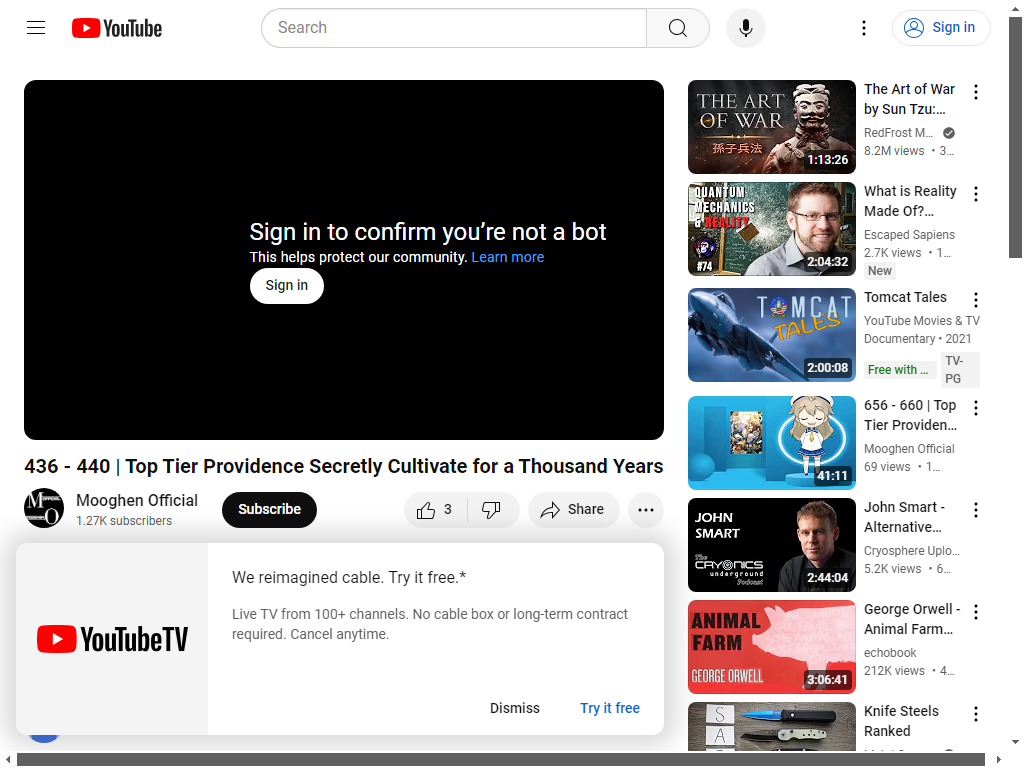 YouTube
Search
Sign in
Sign in to confirm you’re not a bot
This helps protect our community. Learn more
Sign in
436 - 440 | Top Tier Providence Secretly Cultivate for a Thousand Years
Mooghen Official
1.27K subscribers
Subscribe
3
Share
YouTubeTV
We reimagined cable. Try it free.*
Live TV from 100+ channels. No cable box or long-term contract
required. Cancel anytime.
Dismiss
Try it free
THE ART
OF WAR
孫子兵法
1:13:26
The Art of War
by Sun Tzu:...
RedFrost M...
8.2M views • 3...
QUANTUM
MECHANICS
& REALITY
#74
2:04:32
What is Reality
Made Of?...
Escaped Sapiens
2.7K views • 1...
New
TOMCAT
TALES
2:00:08
Tomcat Tales
YouTube Movies & TV
Documentary • 2021
Free with ...
TV-
PG
41:11
656 - 660 | Top
Tier Providen...
Mooghen Official
69 views • 1...
JOHN
SMART
The
CRYONICS
underground
Podcast
2:44:04
John Smart -
Alternative...
Cryosphere Uplo...
5.2K views • 6...
ANIMAL
FARM
GEORGE ORWELL
3:06:41
George Orwell -
Animal Farm...
echobook
212K views • 4...
S
A
Knife Steels
Ranked